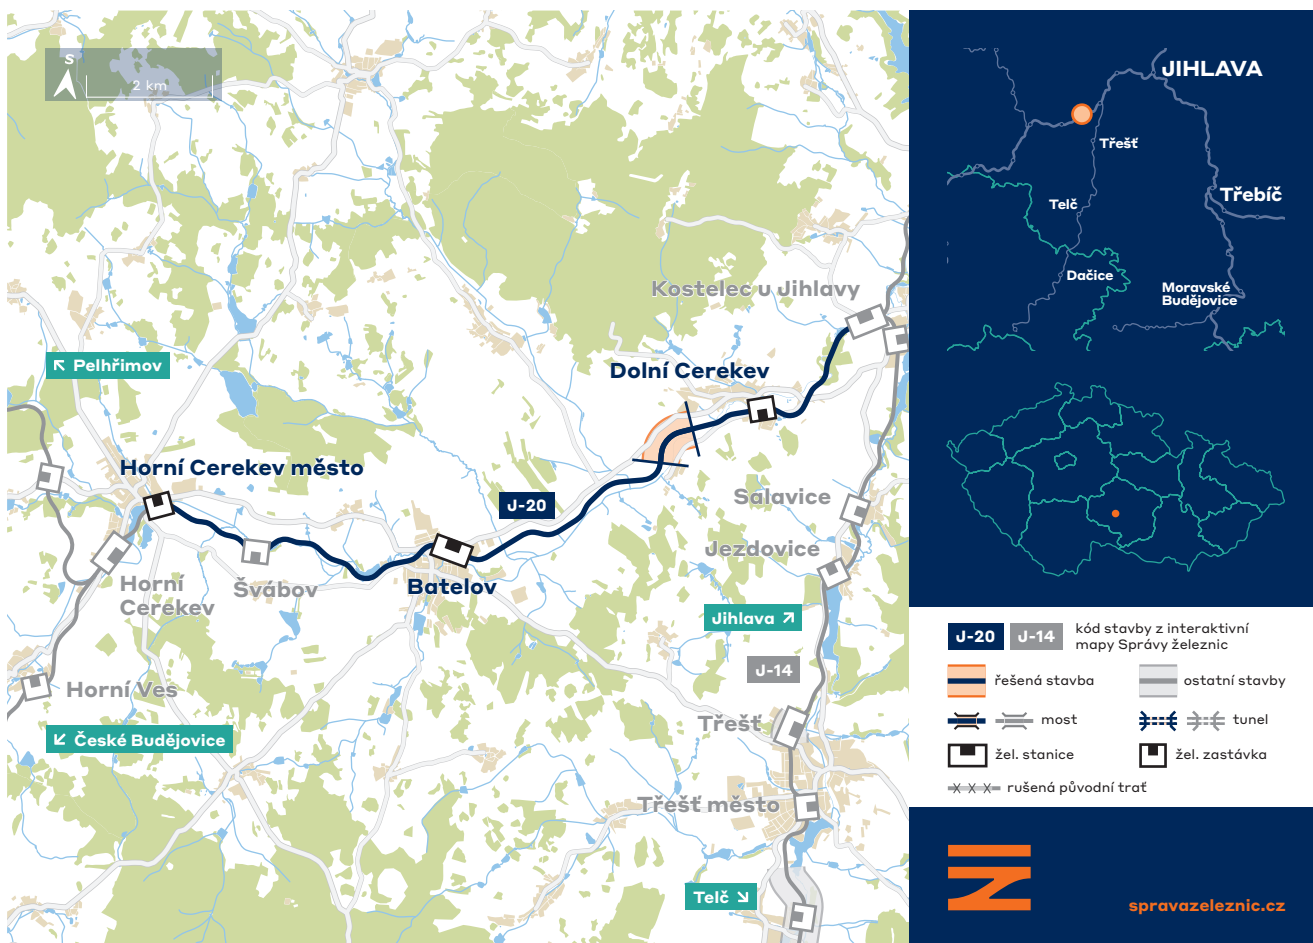 S
2 km
Kostelec u Jihlavy
Pelhřimov
Dolní Cerekev
Horní Cerekev město
J-20
Salavice
Jezdovice
Horní
Cerekev
Švábov
Batelov
Jihlava
J-14
Horní Ves
Třešť
České Budějovice
Třešť město
Telč
JIHLAVA
Třešť
Třebíč
Telč
Dačice
Moravské
Budějovice
J-20 J-14 kód stavby z interaktivní
mapy Správy železnic
řešená stavba
ostatní stavby
most
tunel
žel. stanice
žel. zastávka
rušená původní trať
spravazeleznic.cz